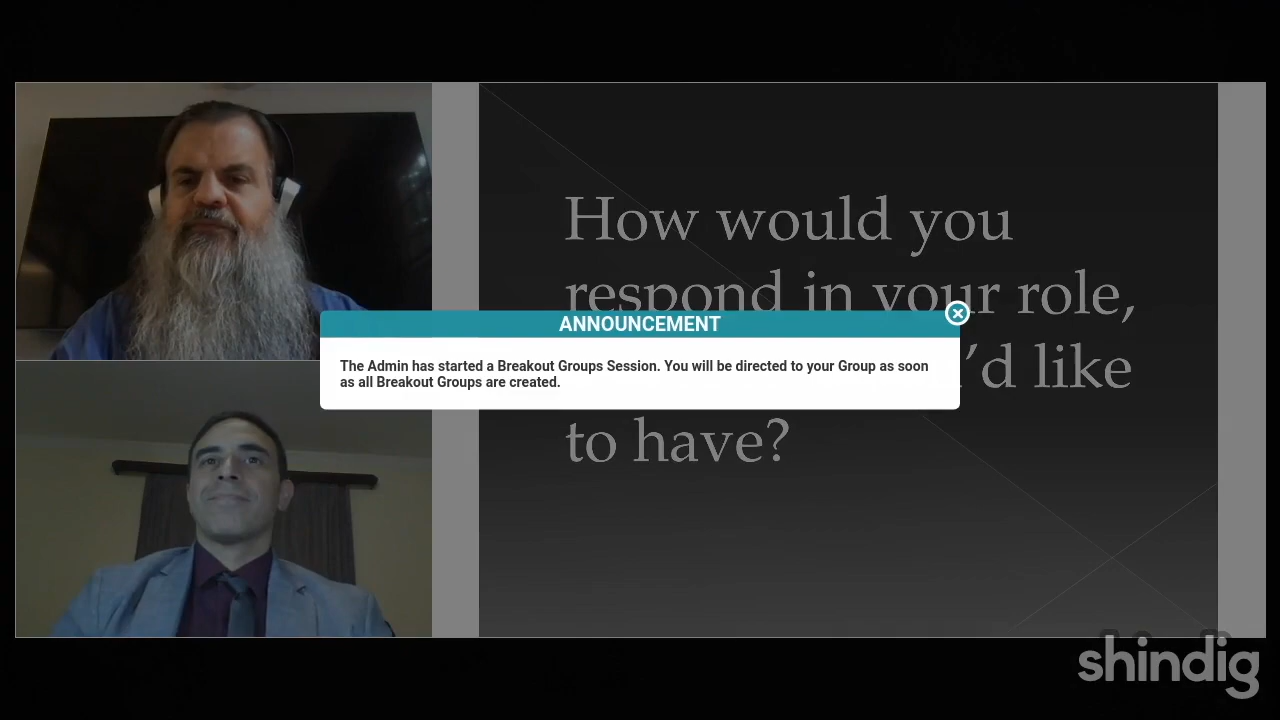 How would you
respond in your role,
’d like
to have?
ANNOUNCEMENT
The Admin has started a Breakout Groups Session. You will be directed to your Group as soon
as all Breakout Groups are created.
shindig